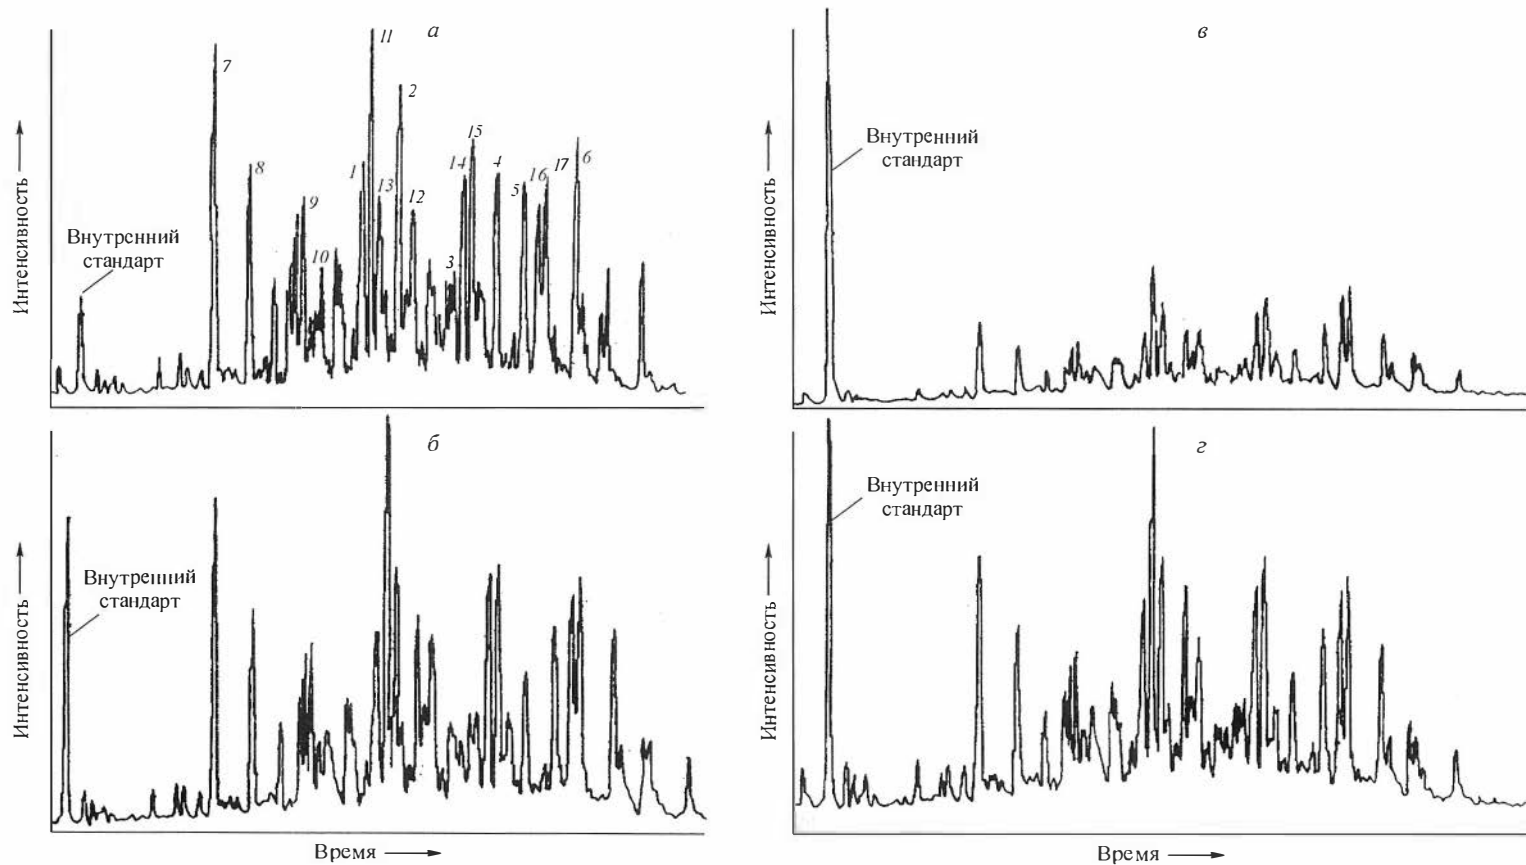 а
Интенсивность
Внутренний
стандарт
7
8
9
10
1
11
13
2
12
3
14
15
4
5
16
17
6
в
Интенсивность
Внутренний
стандарт
б
Интенсивность
Внутренний
стандарт
Время
г
Интенсивность
Внутренний
стандарт
Время